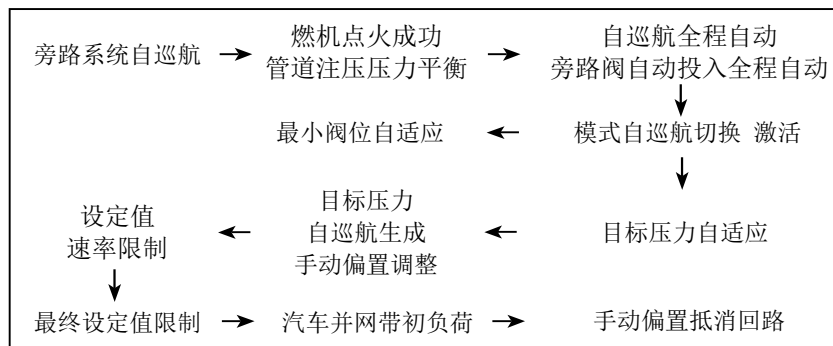 旁路系统自巡航
燃机点火成功
管道注压压力平衡
自巡航全程自动
旁路阀自动投入全程自动
最小阀位自适应
模式自巡航切换 激活
设定值
速率限制
目标压力
自巡航生成
手动偏置调整
目标压力自适应
最终设定值限制
汽车并网带初负荷
手动偏置抵消回路